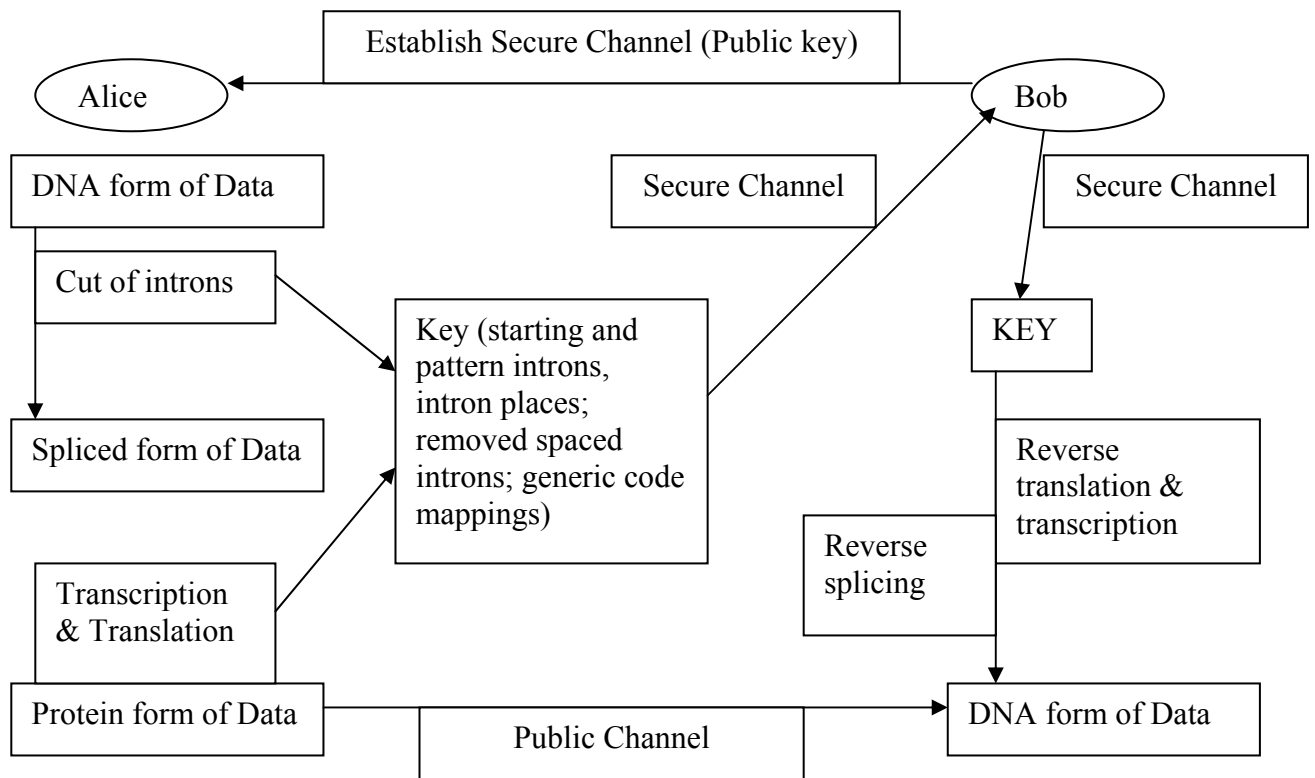 Establish Secure Channel (Public key)
Alice
Bob
DNA form of Data
Secure Channel
Secure Channel
Cut of introns
Key (starting and
pattern introns,
intron places;
removed spaced
introns; generic code
mappings)
KEY
Spliced form of Data
Reverse
translation &
transcription
Reverse
splicing
Transcription
& Translation
Protein form of Data
DNA form of Data
Public Channel